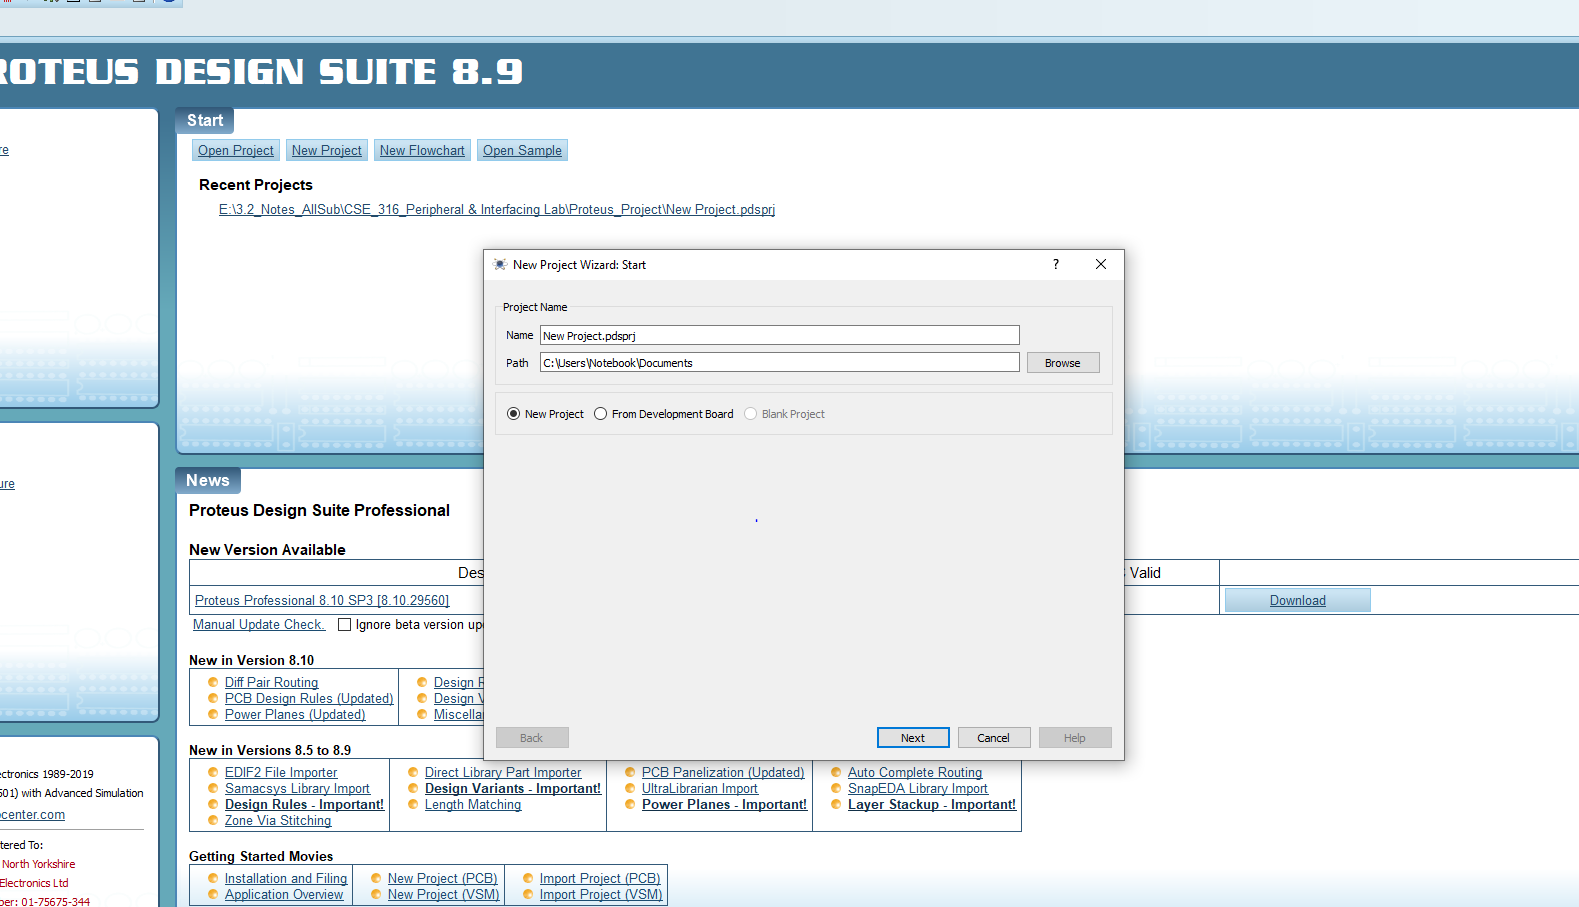 ROTEUS DESIGN SUITE 8.9
Start
re
Open Project New Project New Flowchart Open Sample
Recent Projects
E:\3.2_Notes_AllSub\CSE_316_Peripheral & Interfacing Lab\Proteus_Project\New Project.pdsprj
New Project Wizard: Start ?
Project Name
Name New Project.pdsprj
Path C:\Users\Notebook\Documents Browse
New Project From Development Board Blank Project
News
ure
Proteus Design Suite Professional
New Version Available
Des Valid
Proteus Professional 8.10 SP3 [8.10.29560] Download
Manual Update Check. Ignore beta version up
New in Version 8.10
Diff Pair Routing Design R
PCB Design Rules (Updated) Design V
Power Planes (Updated) Miscella
Back Next Cancel Help
New in Versions 8.5 to 8.9
EDIF2 File Importer Direct Library Part Importer PCB Panelization (Updated) Auto Complete Routing
Samacsys Library Import Design Variants - Important! UltraLibrarian Import SnapEDA Library Import
Design Rules - Important! Length Matching Power Planes - Important! Layer Stackup - Important!
Zone Via Stitching
ectronics 1989-2019
501) with Advanced Simulation
center.com
tered To:
North Yorkshire
Electronics Ltd
ber: 01-75675-344
Getting Started Movies
Installation and Filing New Project (PCB) Import Project (PCB)
Application Overview New Project (VSM) Import Project (VSM)